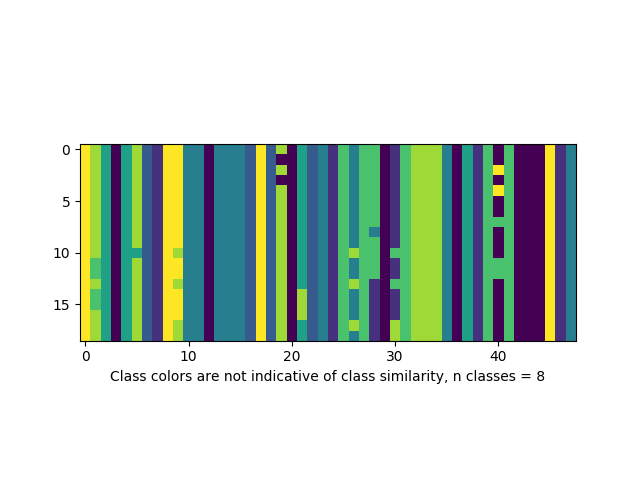 0
5
10
15
0 10 20 30 40
Class colors are not indicative of class similarity, n classes = 8